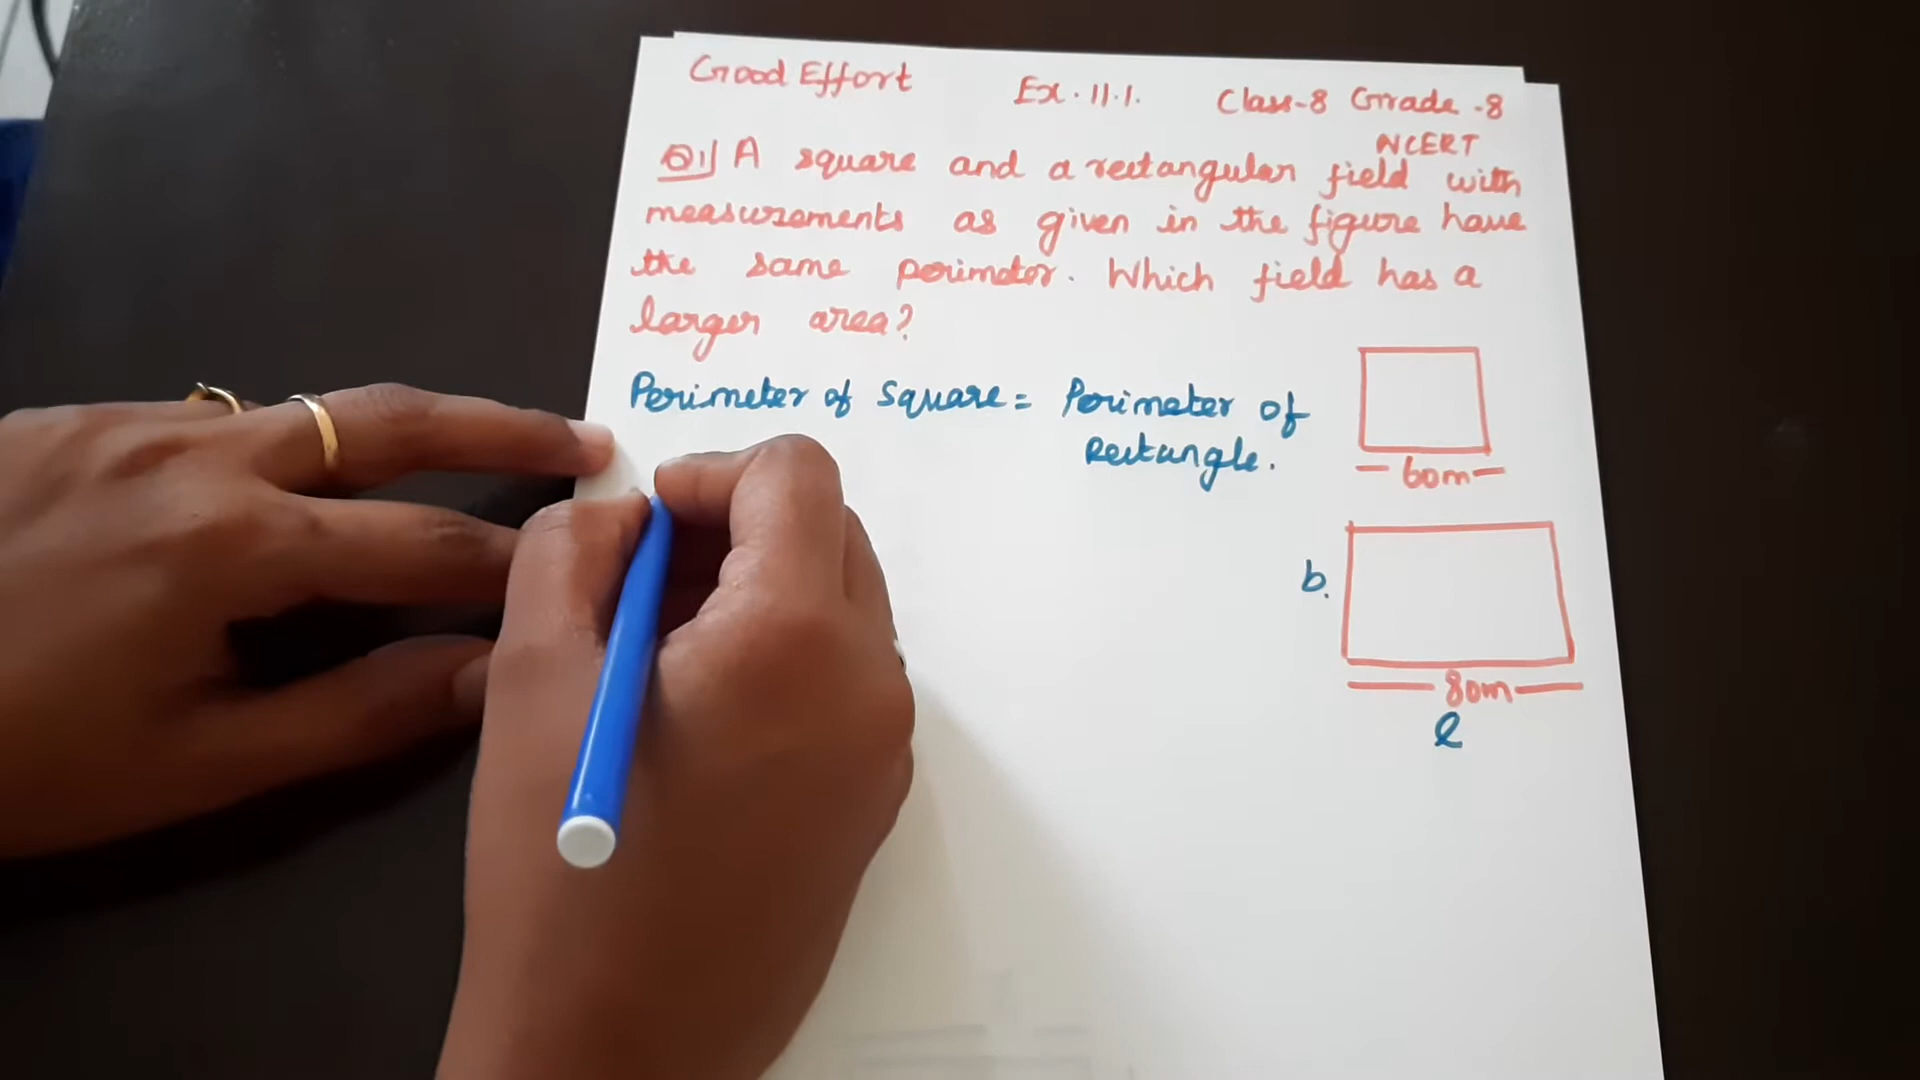 Good Effort Ex. 11.1. Class-8 Grade-8
NCERT
Q1) A square and a rectangular field with
measurements as given in the figure have
the same perimeter. Which field has a
larger area?
Perimeter of Square = Perimeter of
Rectangle.
60m
b.
80m
l